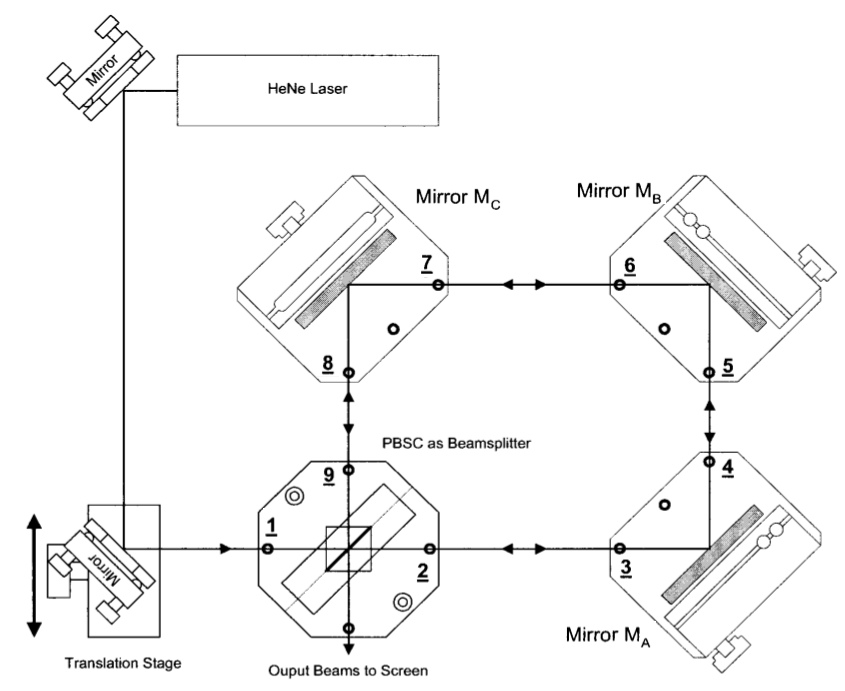 Mirror
HeNe Laser
Mirror M_C
Mirror M_B
7
6
8
5
PBSC as Beamsplitter
9
4
1
2
3
Mirror
Mirror M_A
Translation Stage
Ouput Beams to Screen